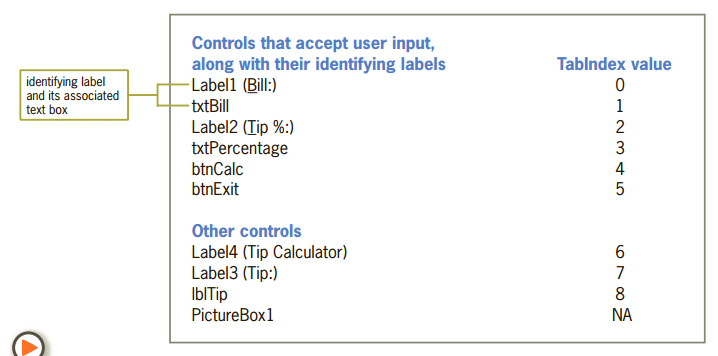 Controls that accept user input,
along with their identifying labels TabIndex value
identifying label
and its associated
text box
Label1 (Bill:) 0
txtBill 1
Label2 (Tip %:) 2
txtPercentage 3
btnCalc 4
btnExit 5
Other controls
Label4 (Tip Calculator) 6
Label3 (Tip:) 7
lblTip 8
PictureBox1 NA